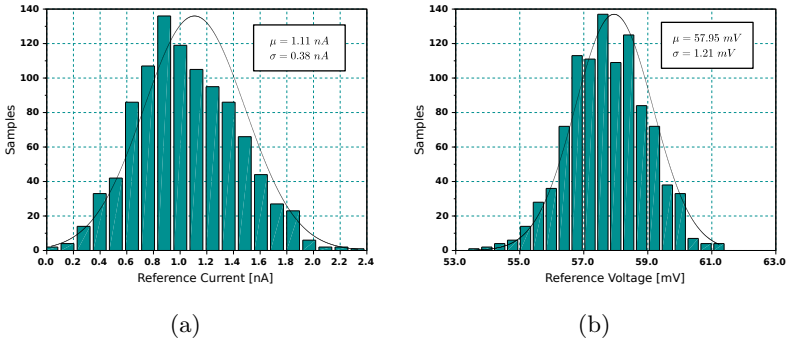 140
120
100
80
60
40
20
0
Samples
μ = 1.11 nA
σ = 0.38 nA
0.0 0.2 0.4 0.6 0.8 1.0 1.2 1.4 1.6 1.8 2.0 2.2 2.4
Reference Current [nA]
(a)
140
120
100
80
60
40
20
0
Samples
μ = 57.95 mV
σ = 1.21 mV
53.0 55.0 57.0 59.0 61.0 63.0
Reference Voltage [mV]
(b)